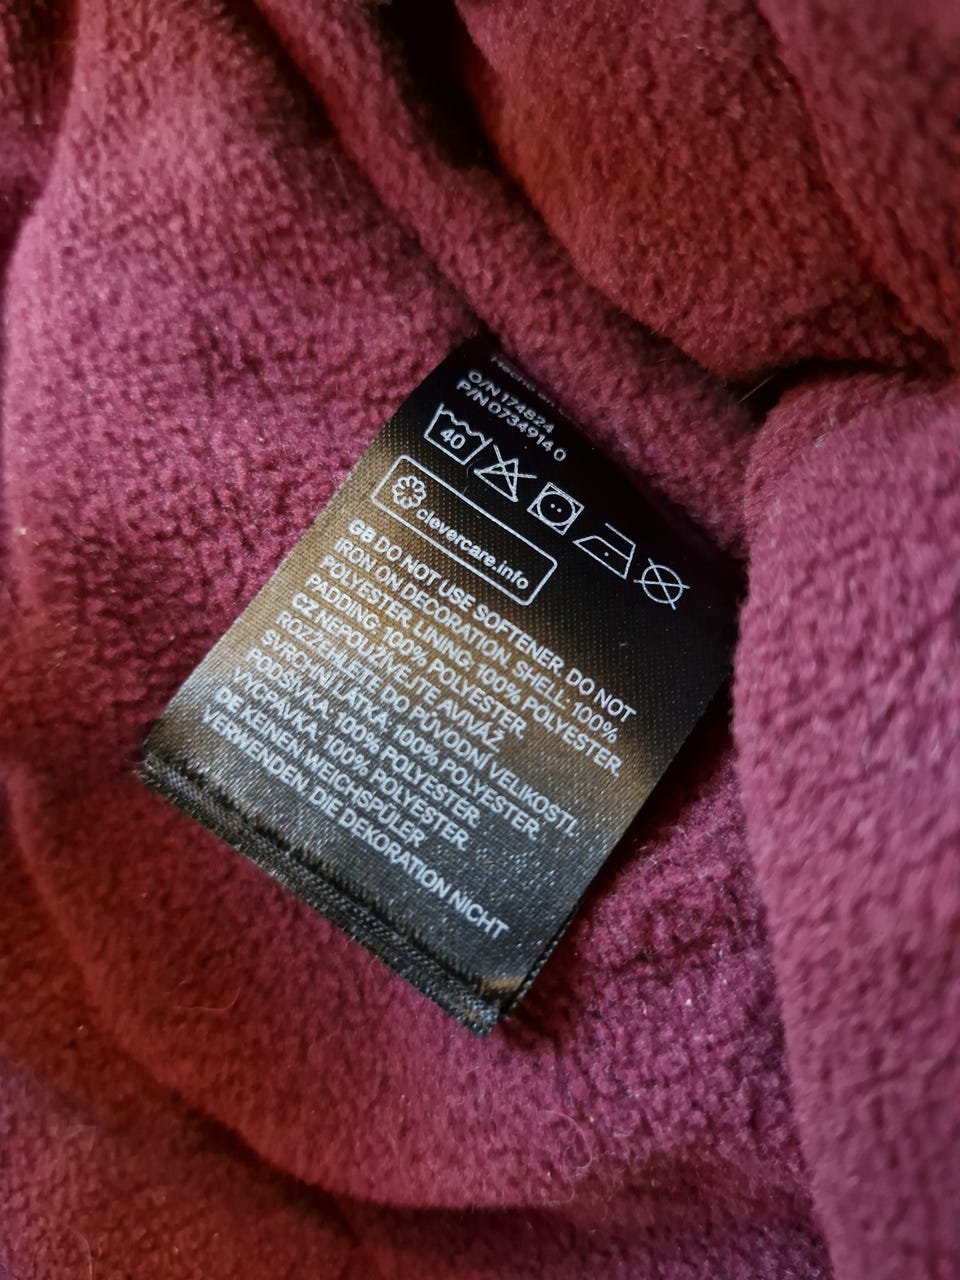 O/N 174824
P/N 0734914 0
40
clevercare.info
GB DO NOT USE SOFTENER. DO NOT
IRON ON DECORATION. SHELL: 100%
POLYESTER. LINING: 100% POLYESTER.
PADDING: 100% POLYESTER.
CZ NEPOUŽÍVEJTE AVIVÁŽ.
ROZŽEHLETE DO PŮVODNÍ VELIKOSTI.
SVRCHNÍ LÁTKA, 100% POLYESTER.
PODŠÍVKA, 100% POLYESTER.
VYCPÁVKA, 100% POLYESTER.
DE KEINEN WEICHSPÜLER
VERWENDEN. DIE DEKORATION NICHT